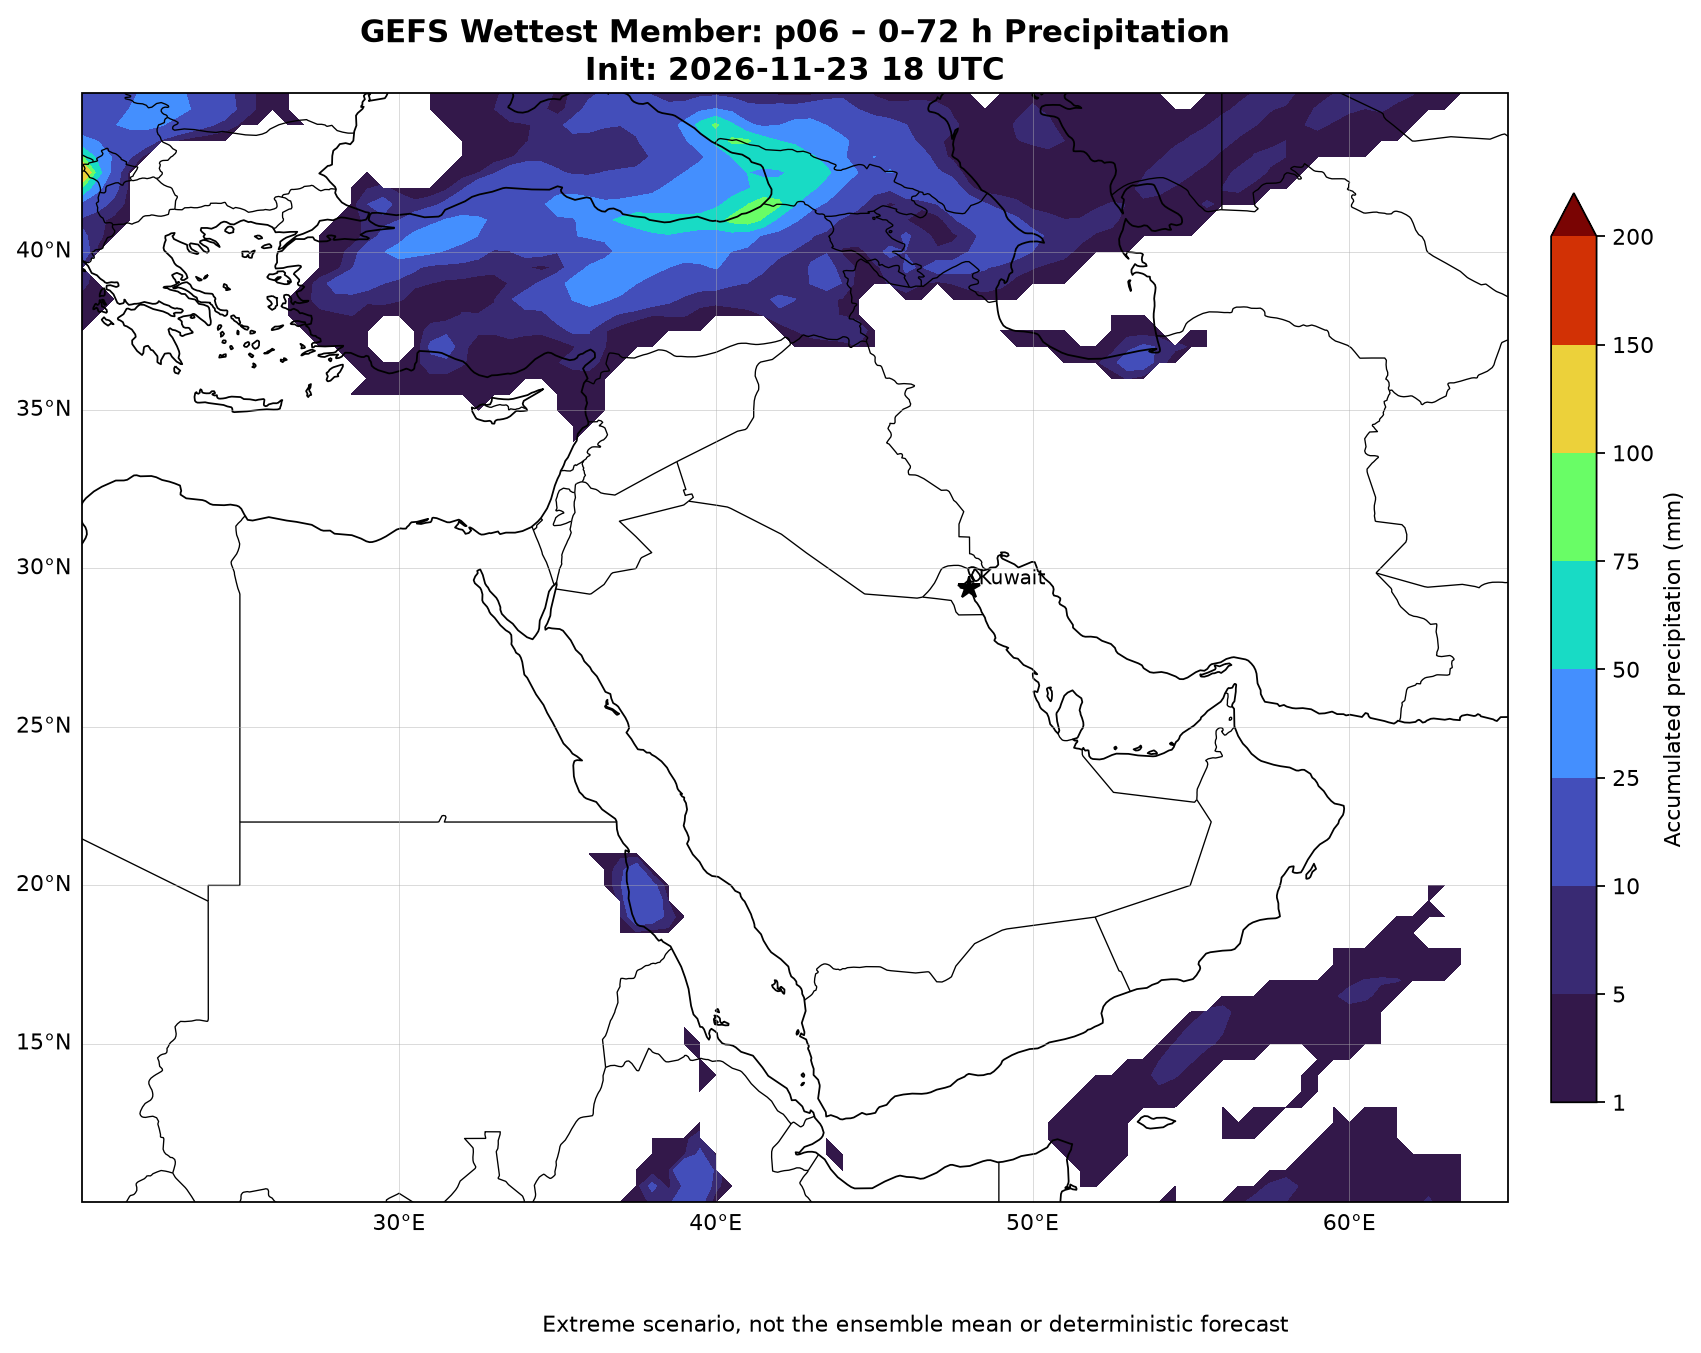 GEFS Wettest Member: p06 – 0–72 h Precipitation
Init: 2026-11-23 18 UTC
40°N
35°N
30°N
25°N
20°N
15°N
30°E
40°E
50°E
60°E
Kuwait
200
150
100
75
50
25
10
5
1
Accumulated precipitation (mm)
Extreme scenario, not the ensemble mean or deterministic forecast